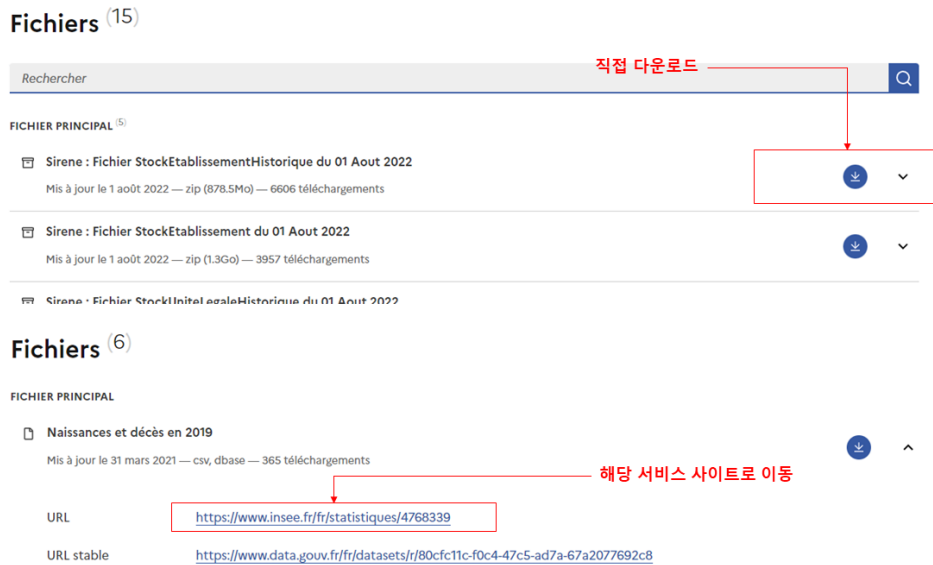 Fichiers (15)
직접 다운로드
Rechercher
FICHIER PRINCIPAL (5)
Sirene : Fichier StockEtablissementHistorique du 01 Aout 2022
Mis à jour le 1 août 2022 — zip (878.5Mo) — 6606 téléchargements
Sirene : Fichier StockEtablissement du 01 Aout 2022
Mis à jour le 1 août 2022 — zip (1.3Go) — 3957 téléchargements
Sirene : Fichier StockUniteLegaleHistorique du 01 Aout 2022
Fichiers (6)
FICHIER PRINCIPAL
Naissances et décès en 2019
Mis à jour le 31 mars 2021 — csv, dbase — 365 téléchargements
해당 서비스 사이트로 이동
URL https://www.insee.fr/fr/statistiques/4768339
URL stable https://www.data.gouv.fr/fr/datasets/r/80cfc11c-f0c4-47c5-ad7a-67a2077692c8